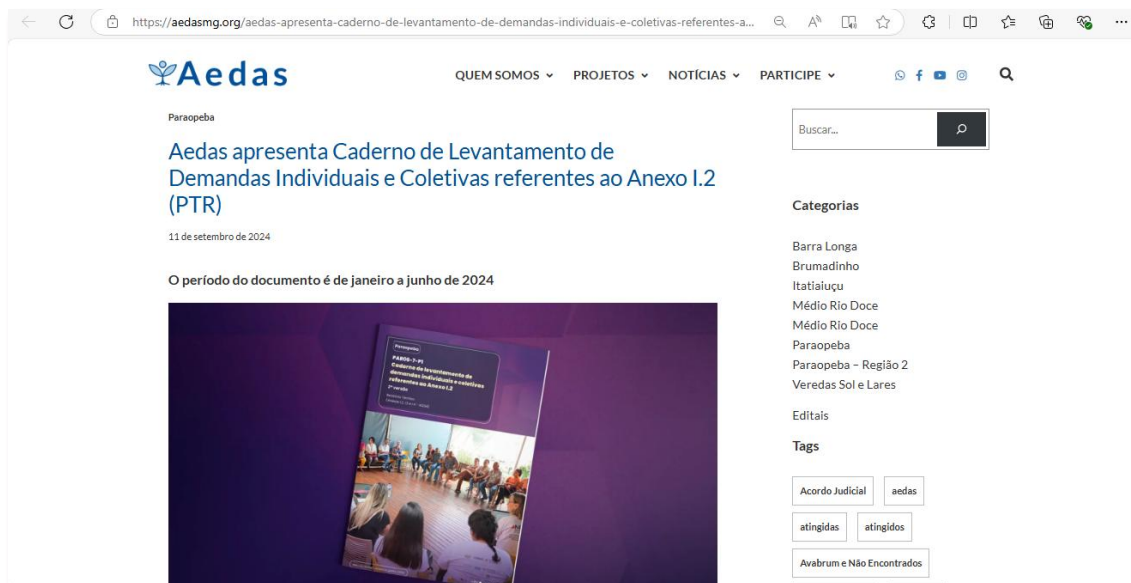 https://aedasmg.org/aedas-apresenta-caderno-de-levantamento-de-demandas-individuais-e-coletivas-referentes-a...
Aedas
QUEM SOMOS
PROJETOS
NOTÍCIAS
PARTICIPE
Paraopeba
Aedas apresenta Caderno de Levantamento de
Demandas Individuais e Coletivas referentes ao Anexo I.2
(PTR)
11 de setembro de 2024
O período do documento é de janeiro a junho de 2024
Paraopeba
Caderno de levantamento de
demandas individuais e coletivas
referentes ao Anexo I.2
2ª versão
Buscar...
Categorias
Barra Longa
Brumadinho
Itatiaiuçu
Médio Rio Doce
Médio Rio Doce
Paraopeba
Paraopeba – Região 2
Veredas Sol e Lares
Editais
Tags
Acordo Judicial
aedas
atingidas
atingidos
Avabrum e Não Encontrados